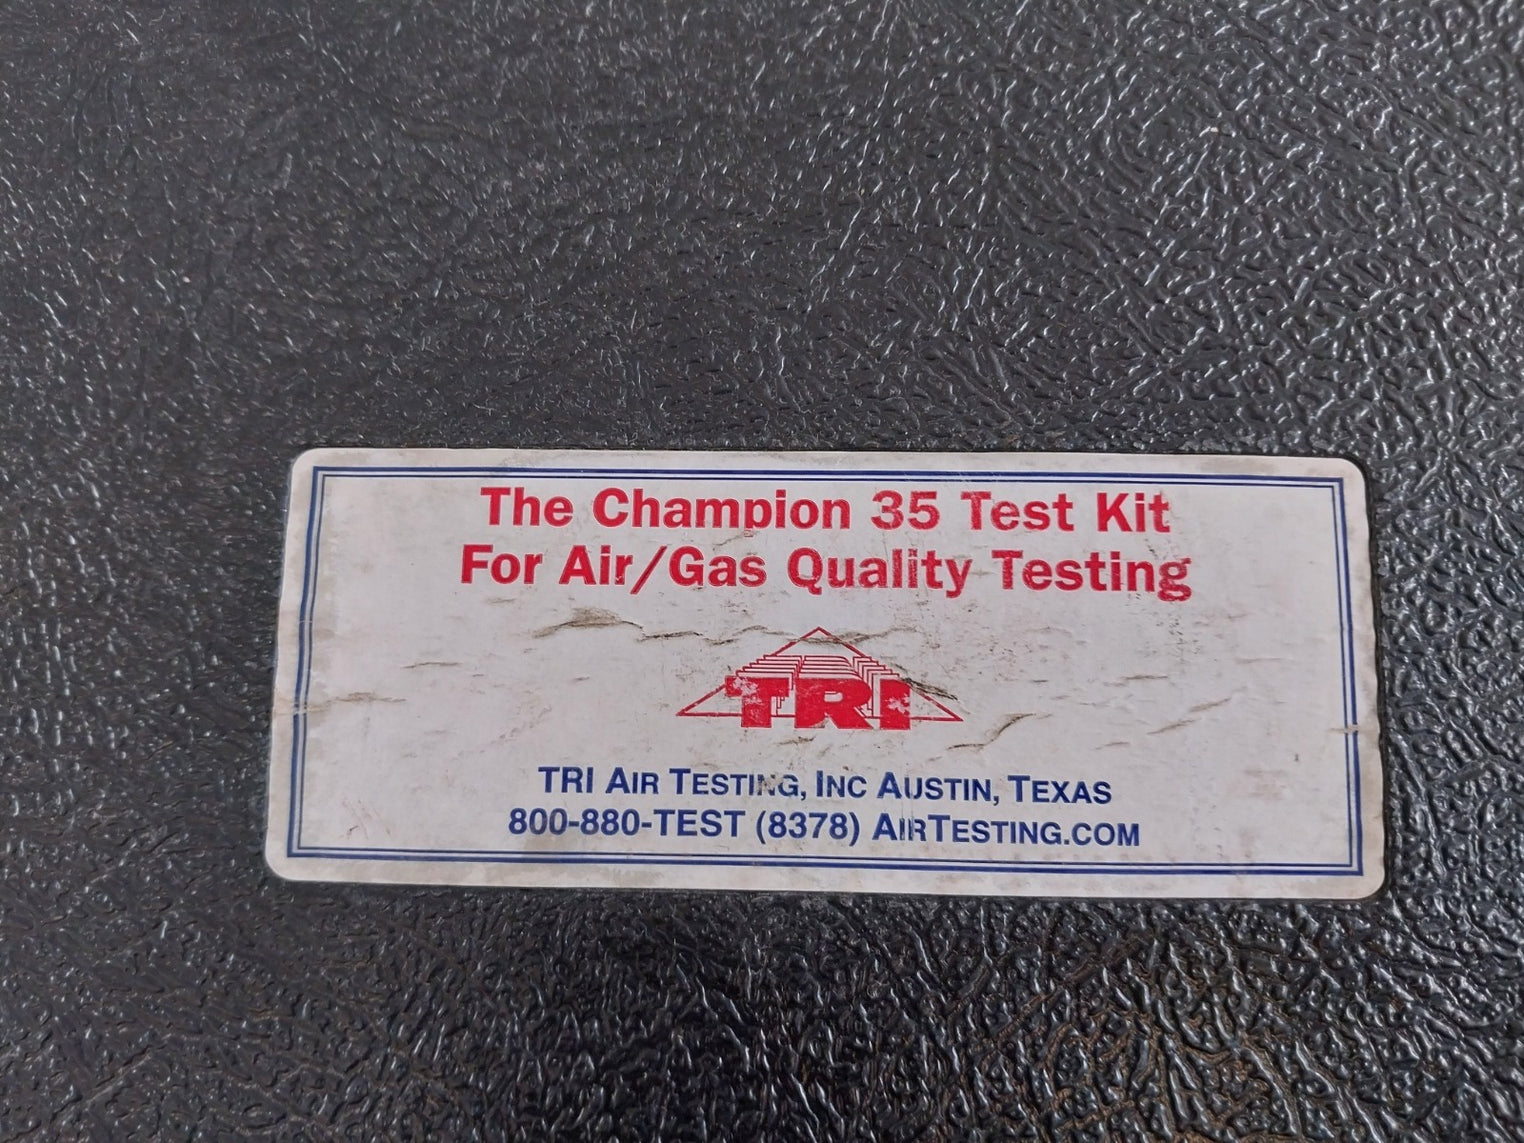 The Champion 35 Test Kit
For Air/Gas Quality Testing
TRI
TRI AIR TESTING, INC AUSTIN, TEXAS
800-880-TEST (8378) AIRTESTING.COM